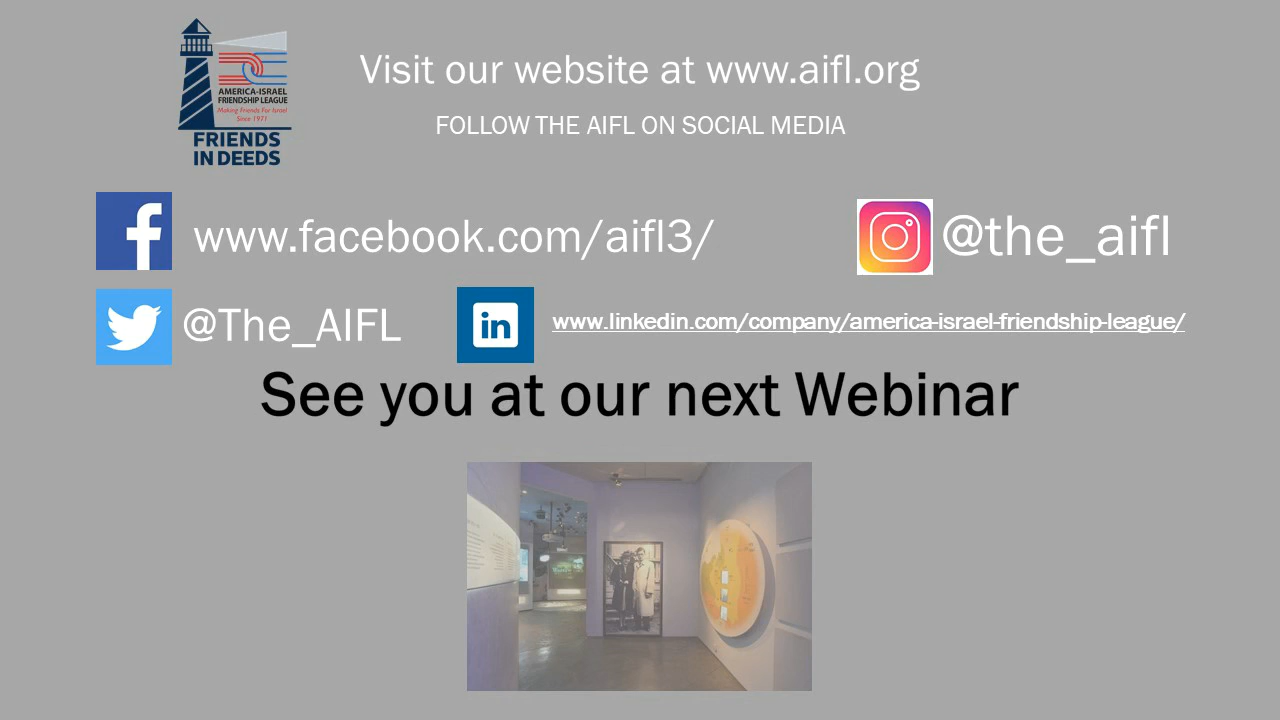 AMERICA-ISRAEL
FRIENDSHIP LEAGUE
Making Friends For Israel
Since 1971
FRIENDS
IN DEEDS
Visit our website at www.aifl.org
FOLLOW THE AIFL ON SOCIAL MEDIA
www.facebook.com/aifl3/
@the_aifl
@The_AIFL
in
www.linkedin.com/company/america-israel-friendship-league/
See you at our next Webinar